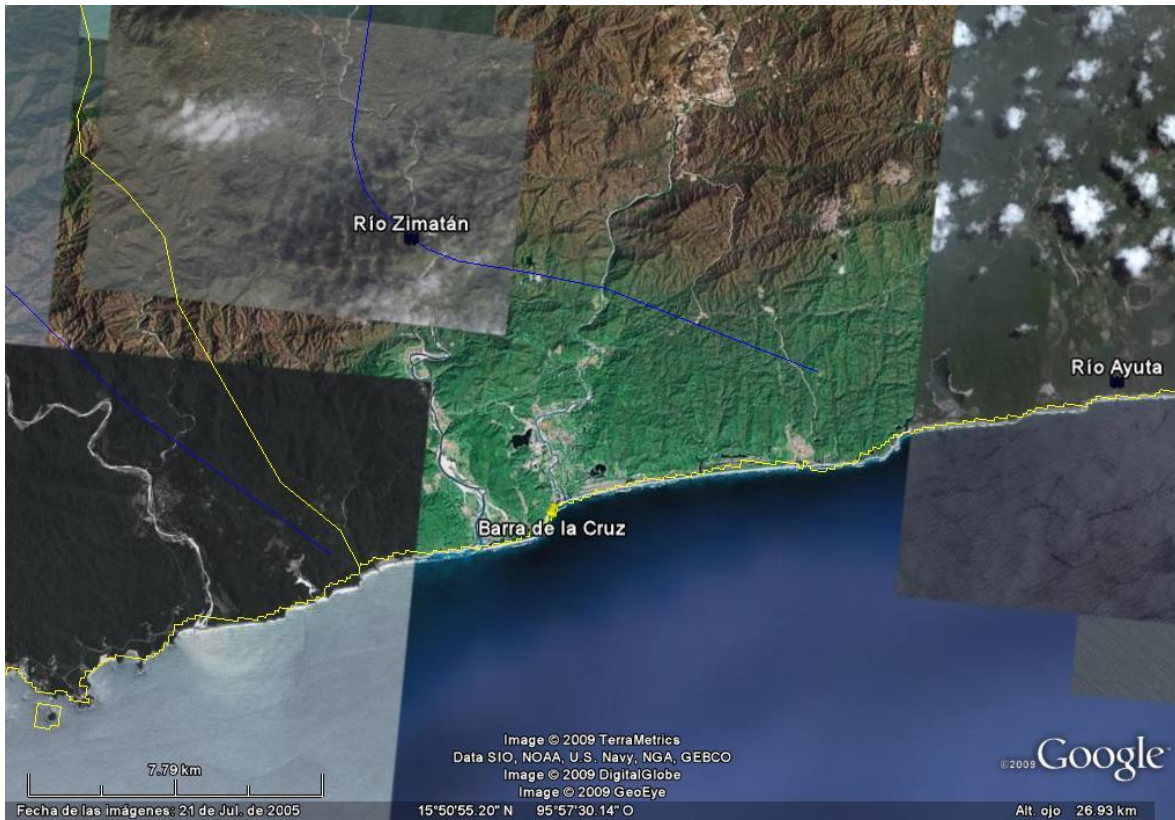 Río Zimatán
Río Ayuta
Barra de la Cruz
Image © 2009 TerraMetrics
Data SIO, NOAA, U.S. Navy, NGA, GEBCO
Image © 2009 DigitalGlobe
Image © 2009 GeoEye
©2009 Google
7.79 km
Fecha de las imágenes: 21 de Jul. de 2005 15°50'55.20" N 95°57'30.14" O Alt. ojo 26.93 km